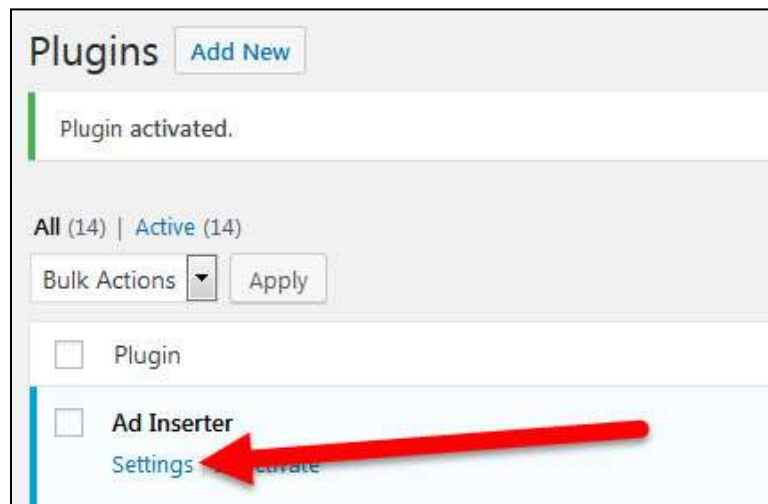 Plugins Add New
Plugin activated.
All (14) | Active (14)
Bulk Actions Apply
Plugin
Ad Inserter
Settings